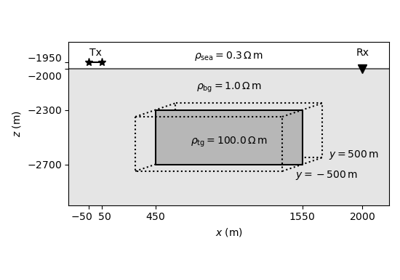 Tx
Rx
ρsea = 0.3 Ω m
−1950
−2000
ρbg = 1.0 Ω m
−2300
ρtg = 100.0 Ω m
y = 500 m
−2700
y = −500 m
z (m)
−50 50 450 1550 2000
x (m)